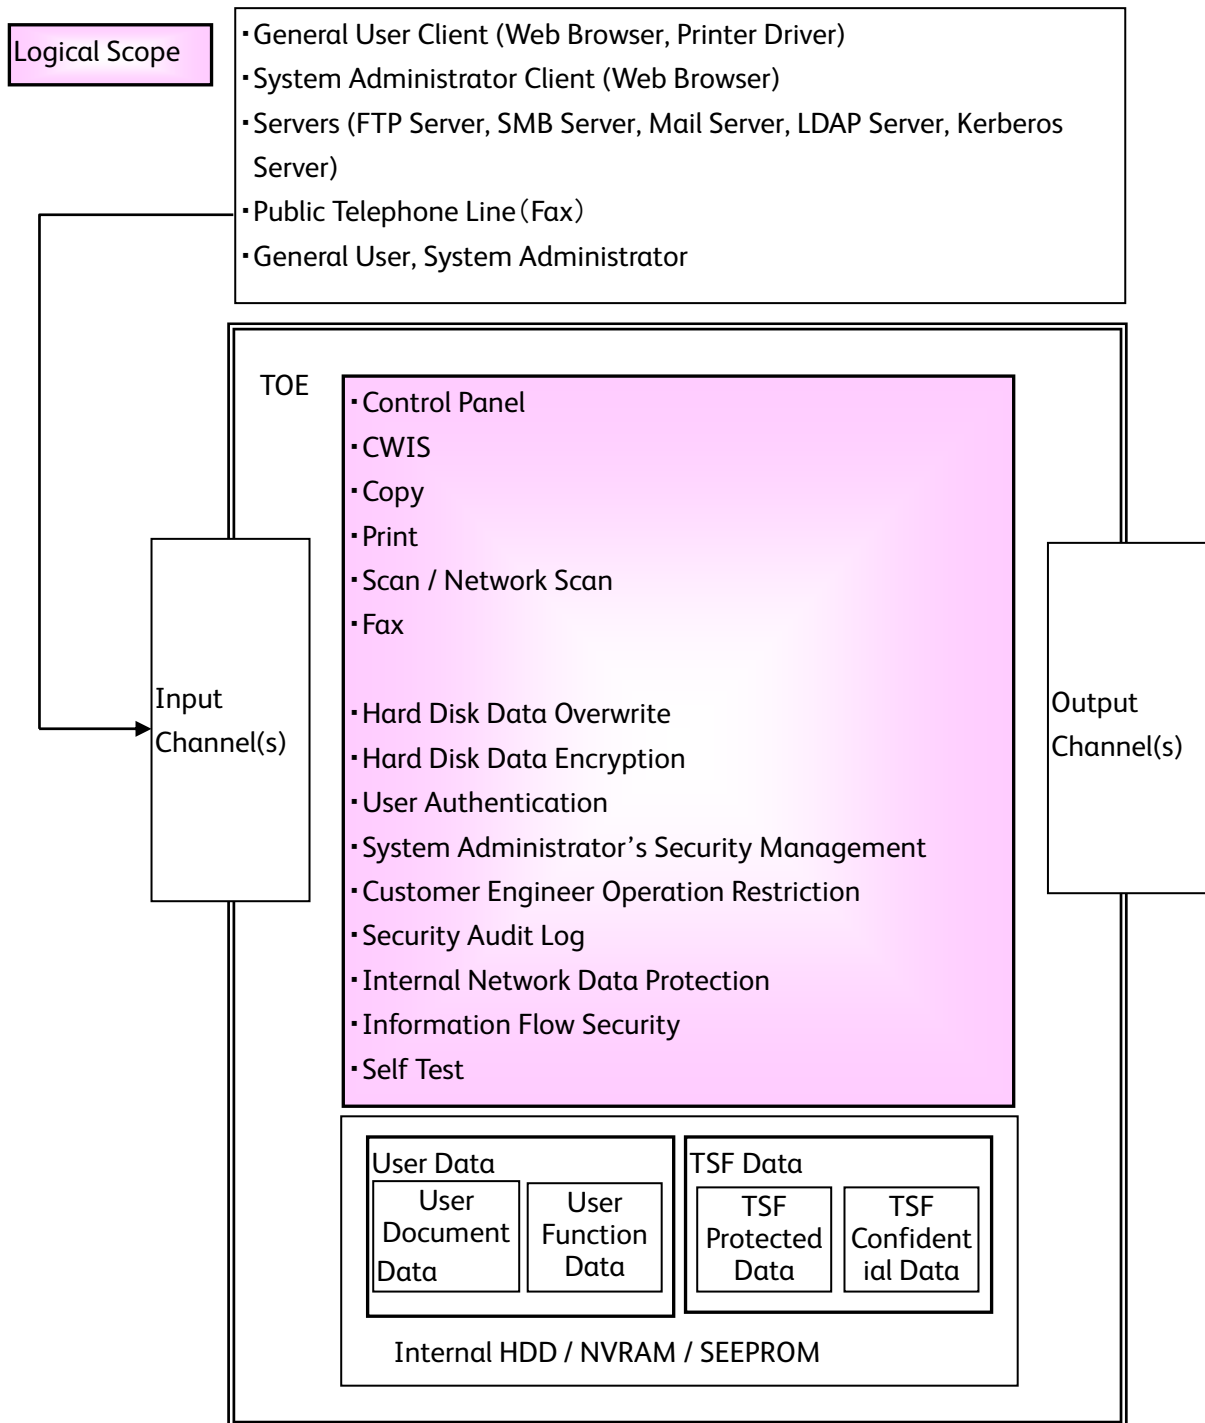 Logical Scope
・General User Client (Web Browser, Printer Driver)
・System Administrator Client (Web Browser)
・Servers (FTP Server, SMB Server, Mail Server, LDAP Server, Kerberos
Server)
・Public Telephone Line（Fax）
・General User, System Administrator
TOE
・Control Panel
・CWIS
・Copy
・Print
・Scan / Network Scan
・Fax
・Hard Disk Data Overwrite
・Hard Disk Data Encryption
・User Authentication
・System Administrator’s Security Management
・Customer Engineer Operation Restriction
・Security Audit Log
・Internal Network Data Protection
・Information Flow Security
・Self Test
Input
Channel(s)
Output
Channel(s)
User Data
User
Document
Data
User
Function
Data
TSF Data
TSF
Protected
Data
TSF
Confident
ial Data
Internal HDD / NVRAM / SEEPROM